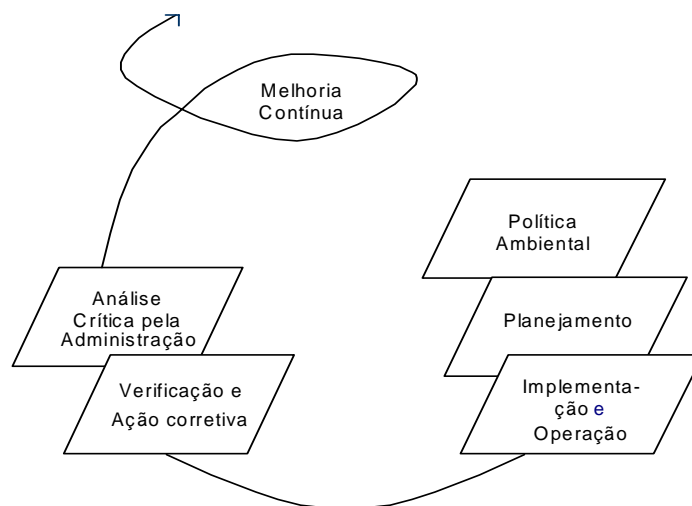 Melhoria
Contínua
Política
Ambiental
Análise
Crítica pela
Administração
Planejamento
Verificação e
Ação corretiva
Implementa-
ção e
Operação